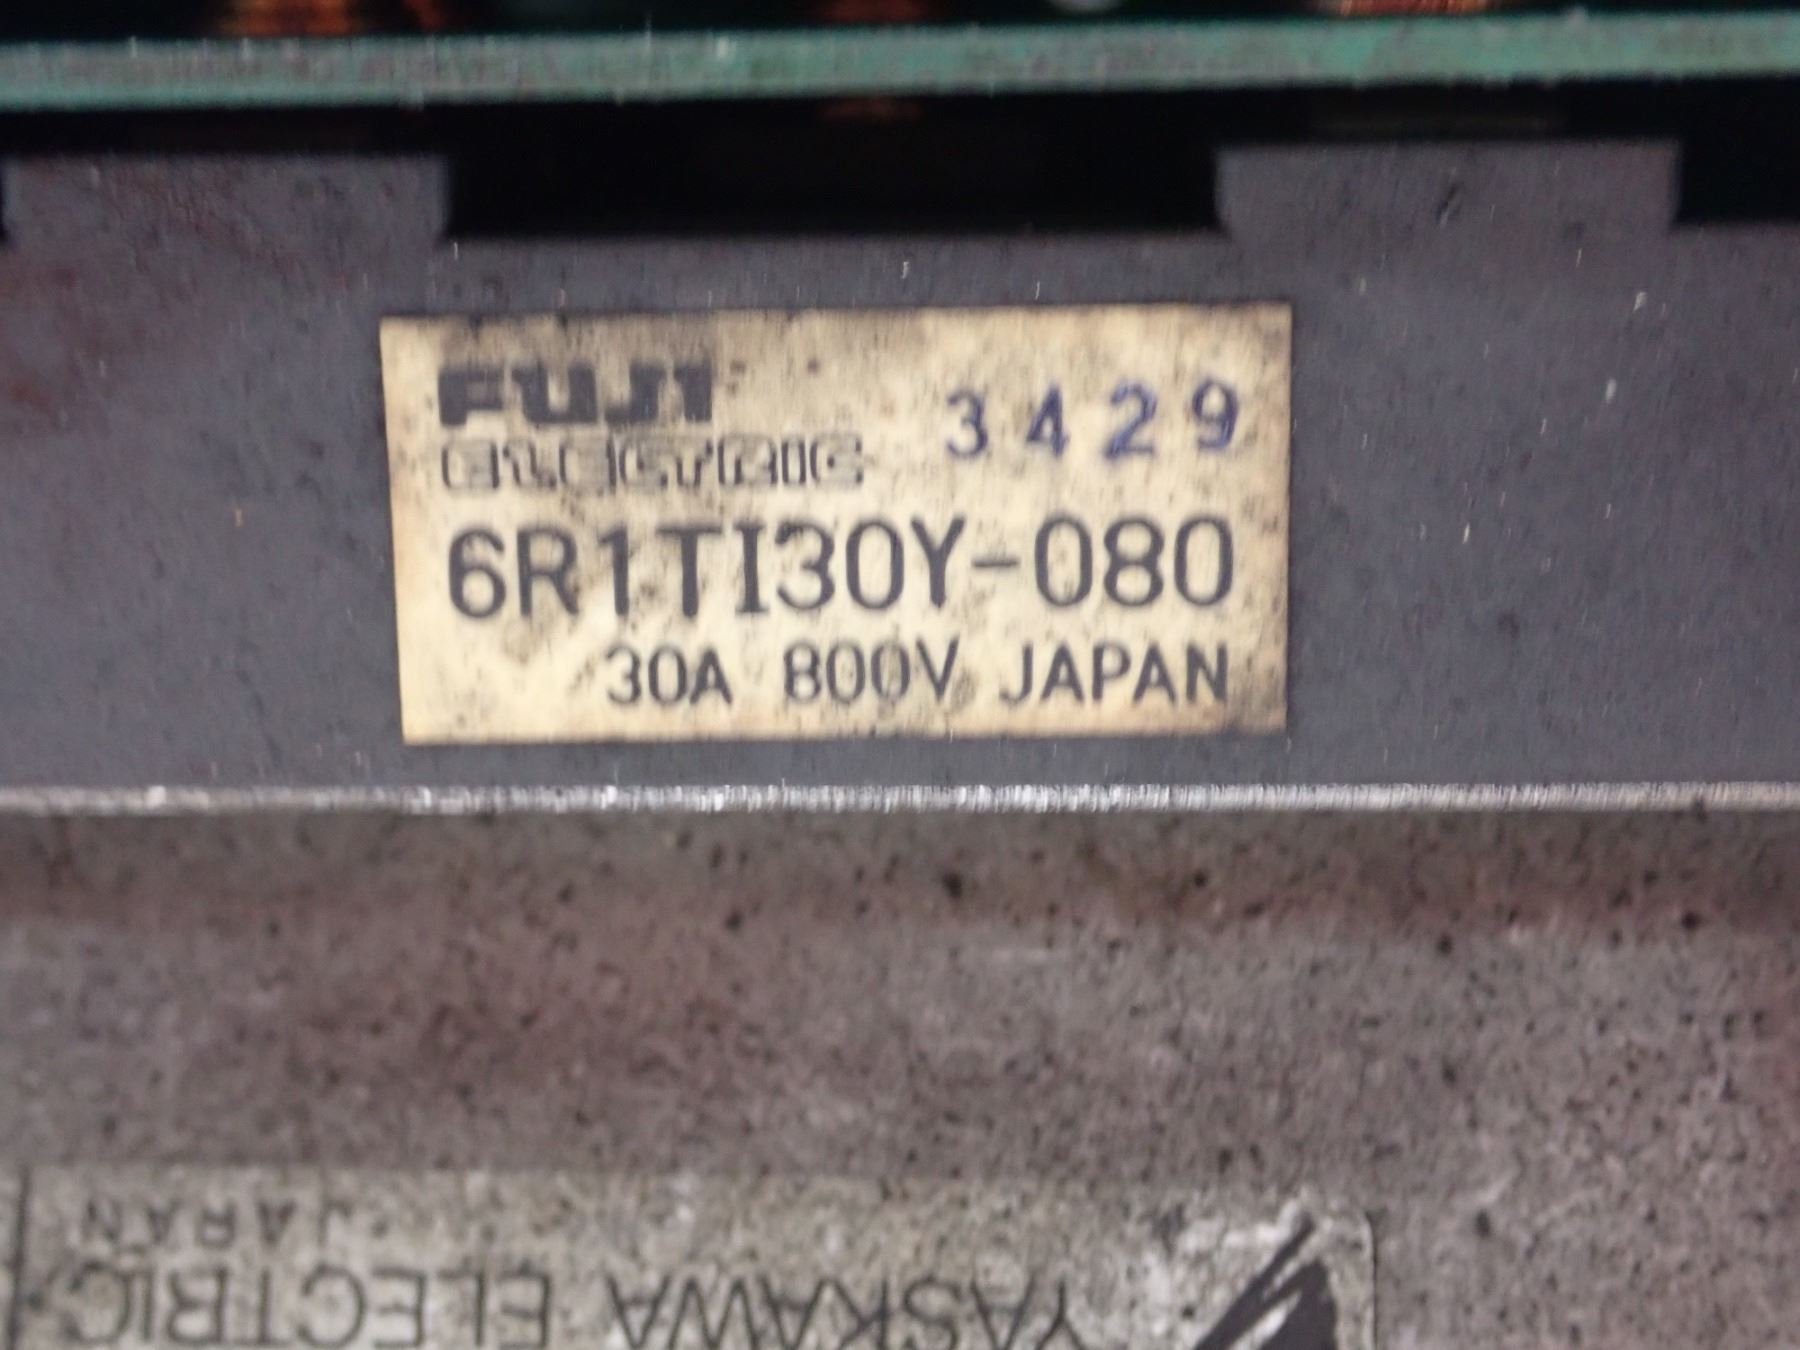 FUJI
ELECTRIC
3429
6R1TI30Y-080
30A 800V JAPAN
YASKAWA ELECTRIC
JAPAN